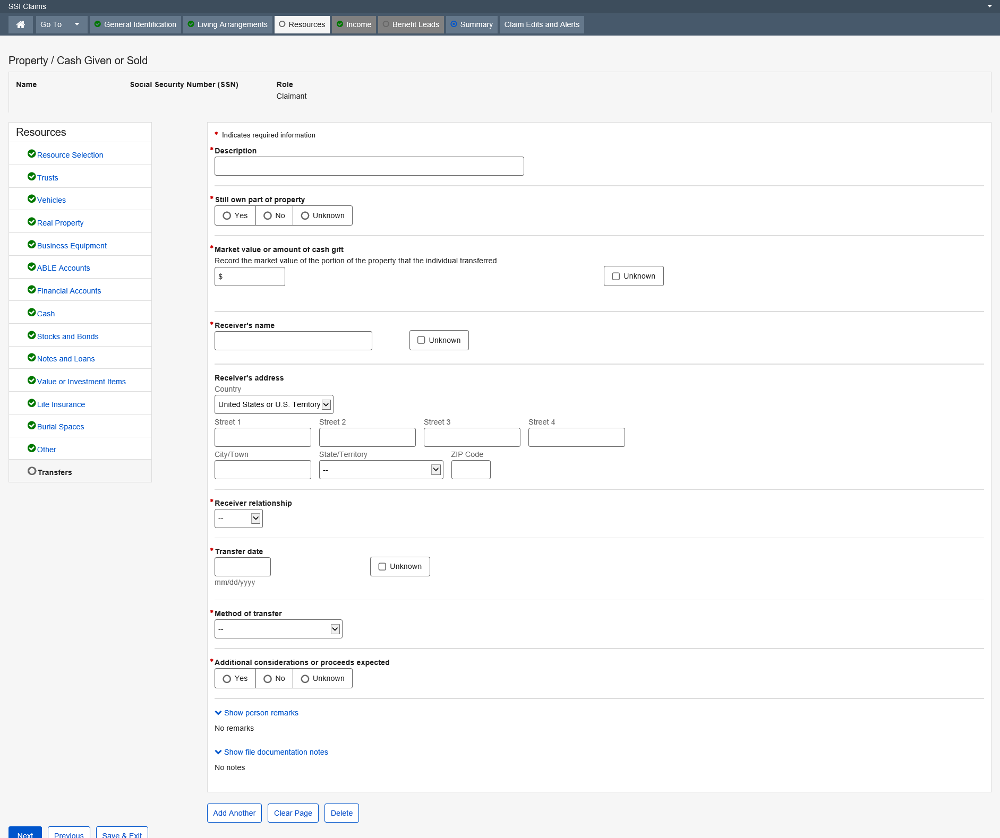 SSI Claims
Go To
General Identification
Living Arrangements
Resources
Income
Benefit Leads
Summary
Claim Edits and Alerts
Property / Cash Given or Sold
Name
Social Security Number (SSN)
Role
Claimant
Resources
Resource Selection
Trusts
Vehicles
Real Property
Business Equipment
ABLE Accounts
Financial Accounts
Cash
Stocks and Bonds
Notes and Loans
Value or Investment Items
Life Insurance
Burial Spaces
Other
Transfers
* Indicates required information
* Description
* Still own part of property
Yes No Unknown
* Market value or amount of cash gift
Record the market value of the portion of the property that the individual transferred
$
Unknown
* Receiver's name
Unknown
Receiver's address
Country
United States or U.S. Territory
Street 1 Street 2 Street 3 Street 4
City/Town State/Territory ZIP Code
--
* Receiver relationship
--
* Transfer date
Unknown
mm/dd/yyyy
* Method of transfer
--
* Additional considerations or proceeds expected
Yes No Unknown
Show person remarks
No remarks
Show file documentation notes
No notes
Add Another Clear Page Delete
Next Previous Save & Exit